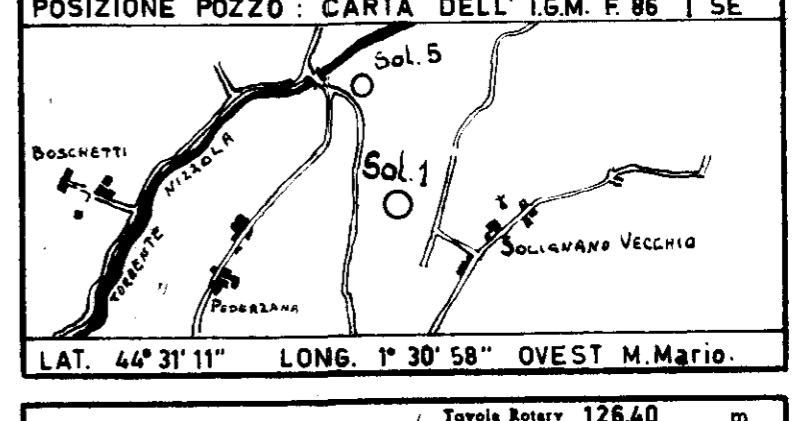 POSIZIONE POZZO : CARTA DELL' I.G.M. F. 86 I SE
Sol. 5
BOSCHETTI
TORRENTE NIZZOLA
Sol. 1
SOLIGNANO VECCHIO
PEDERZANA
LAT. 44° 31' 11" LONG. 1° 30' 58" OVEST M.Mario.
Tavola Rotary 126.40 m